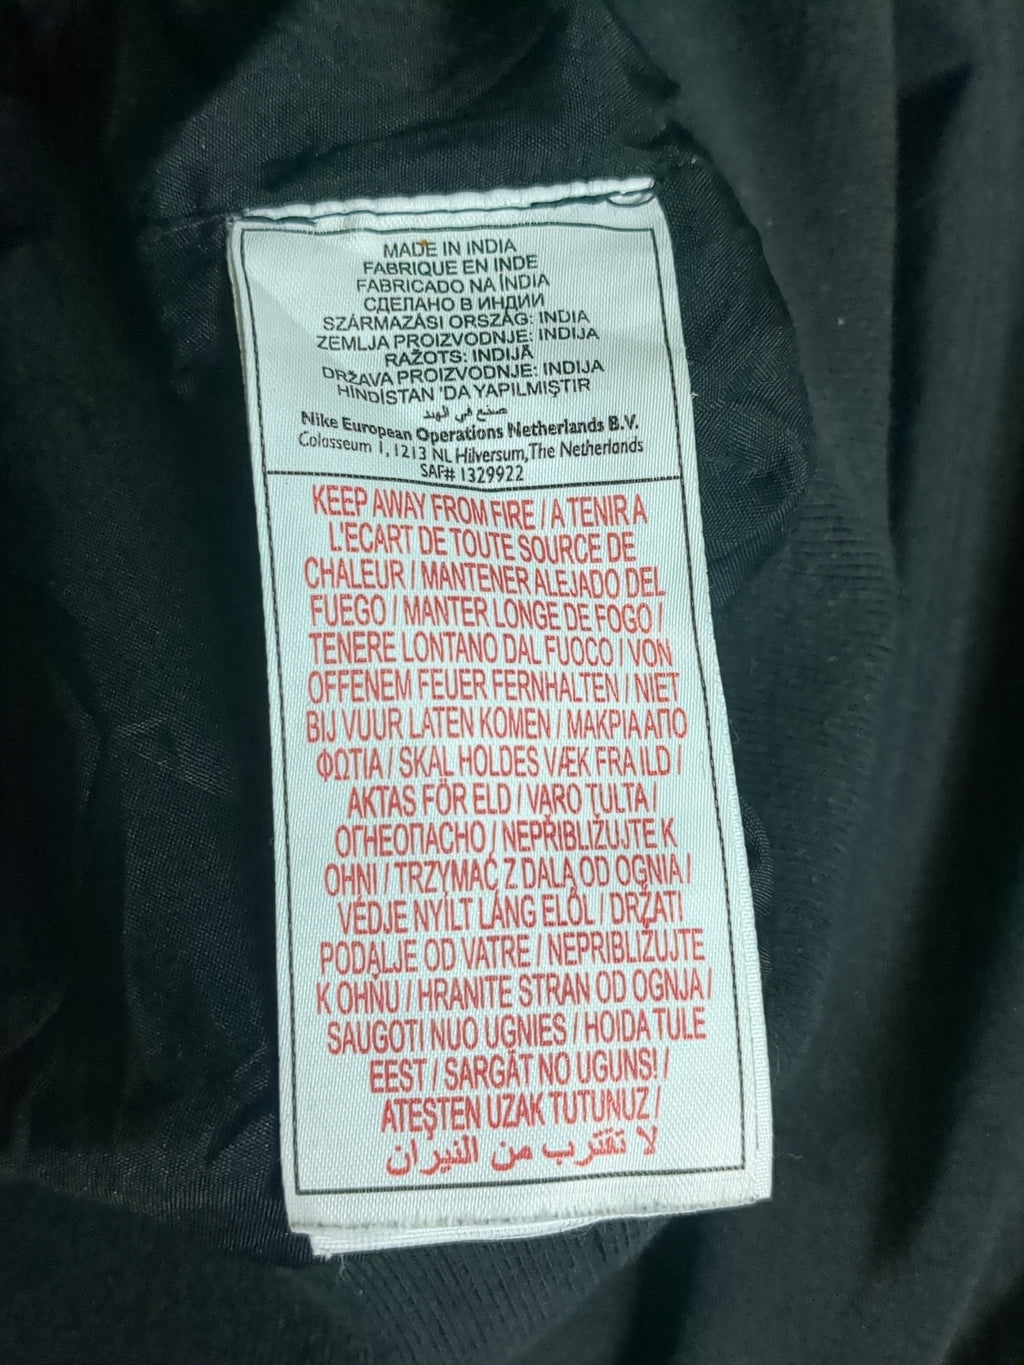 MADE IN INDIA
FABRIQUE EN INDE
FABRICADO NA ÍNDIA
СДЕЛАНО В ИНДИИ
SZÁRMAZÁSI ORSZÁG: INDIA
ZEMLJA PROIZVODNJE: INDIJA
RAŽOTS: INDIJĀ
DRŽAVA PROIZVODNJE: INDIJA
HİNDİSTAN 'DA YAPILMIŞTIR
صنع في الهند
Nike European Operations Netherlands B.V.
Colosseum 1, 1213 NL Hilversum,The Netherlands
SAF# 1329922
KEEP AWAY FROM FIRE / A TENIR A
L'ECART DE TOUTE SOURCE DE
CHALEUR / MANTENER ALEJADO DEL
FUEGO / MANTER LONGE DE FOGO /
TENERE LONTANO DAL FUOCO / VON
OFFENEM FEUER FERNHALTEN / NIET
BIJ VUUR LATEN KOMEN / ΜΑΚΡΙΑ ΑΠΟ
ΦΩΤΙΑ / SKAL HOLDES VÆK FRA ILD /
AKTAS FÖR ELD / VARO TULTA /
ОГНЕОПАСНО / NEPŘIBLIŽUJTE K
OHNI / TRZYMAĆ Z DALA OD OGNIA /
VÉDJE NYÍLT LÁNG ELŐL / DRŽATI
PODALJE OD VATRE / NEPRIBLIŽUJTE
K OHŇU / HRANITE STRAN OD OGNJA /
SAUGOTI NUO UGNIES / HOIDA TULE
EEST / SARGĀT NO UGUNS! /
ATEŞTEN UZAK TUTUNUZ /
لا تقترب من النيران